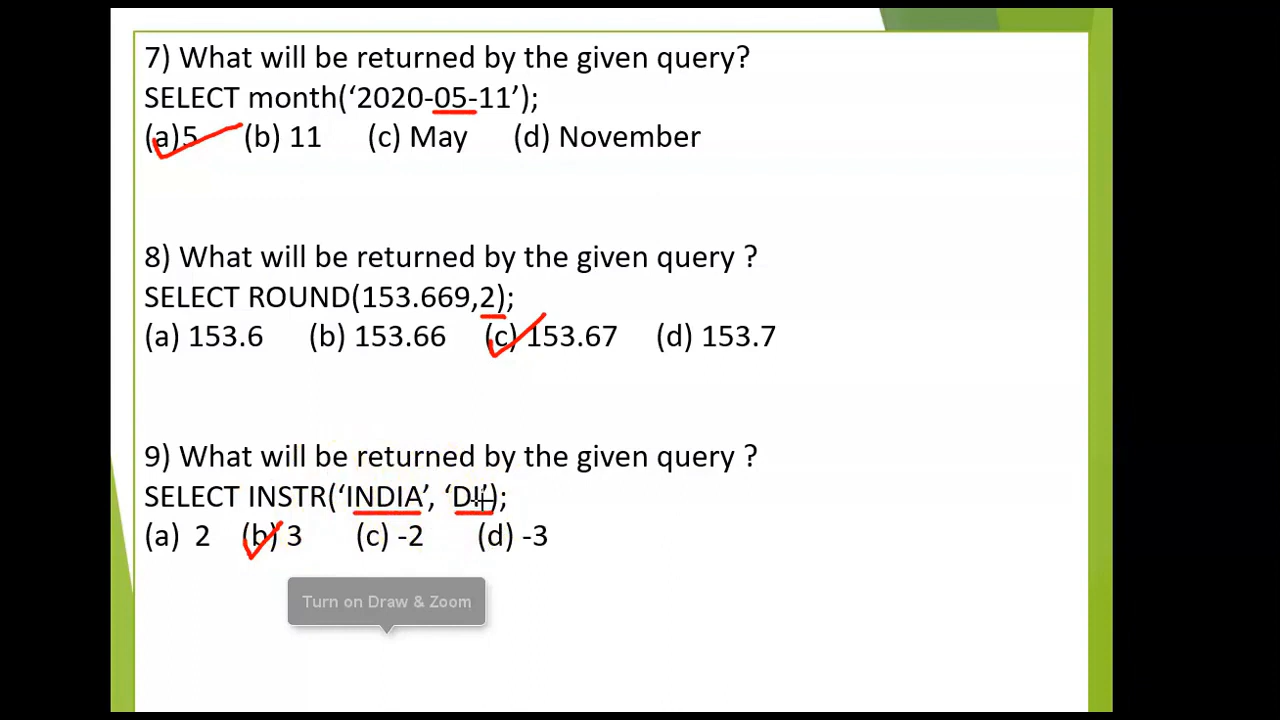 7) What will be returned by the given query?
SELECT month(‘2020-05-11’);
(a)5 (b) 11 (c) May (d) November
8) What will be returned by the given query ?
SELECT ROUND(153.669,2);
(a) 153.6 (b) 153.66 (c) 153.67 (d) 153.7
9) What will be returned by the given query ?
SELECT INSTR(‘INDIA’, ‘DI’);
(a) 2 (b) 3 (c) -2 (d) -3
Turn on Draw & Zoom